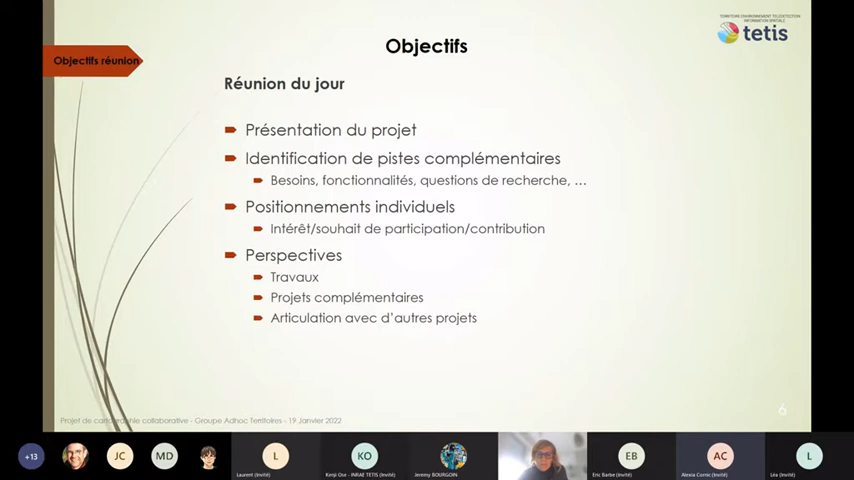 TERRITOIRE ENVIRONNEMENT TÉLÉDÉTECTION
INFORMATION SPATIALE
tetis
Objectifs
Objectifs réunion
Réunion du jour
Présentation du projet
Identification de pistes complémentaires
Besoins, fonctionnalités, questions de recherche, …
Positionnements individuels
Intérêt/souhait de participation/contribution
Perspectives
Travaux
Projets complémentaires
Articulation avec d’autres projets
6
Projet de cartographie collaborative - Groupe Adhoc Territoires - 19 Janvier 2022
+13
JC
MD
L
KO
EB
AC
L
Laurent (Invité)
Kenji Ose - INRAE TETIS (Invité)
Jeremy BOURGOIN
Eric Barbe (Invité)
Alexia Cornic (Invité)
Léa (Invité)